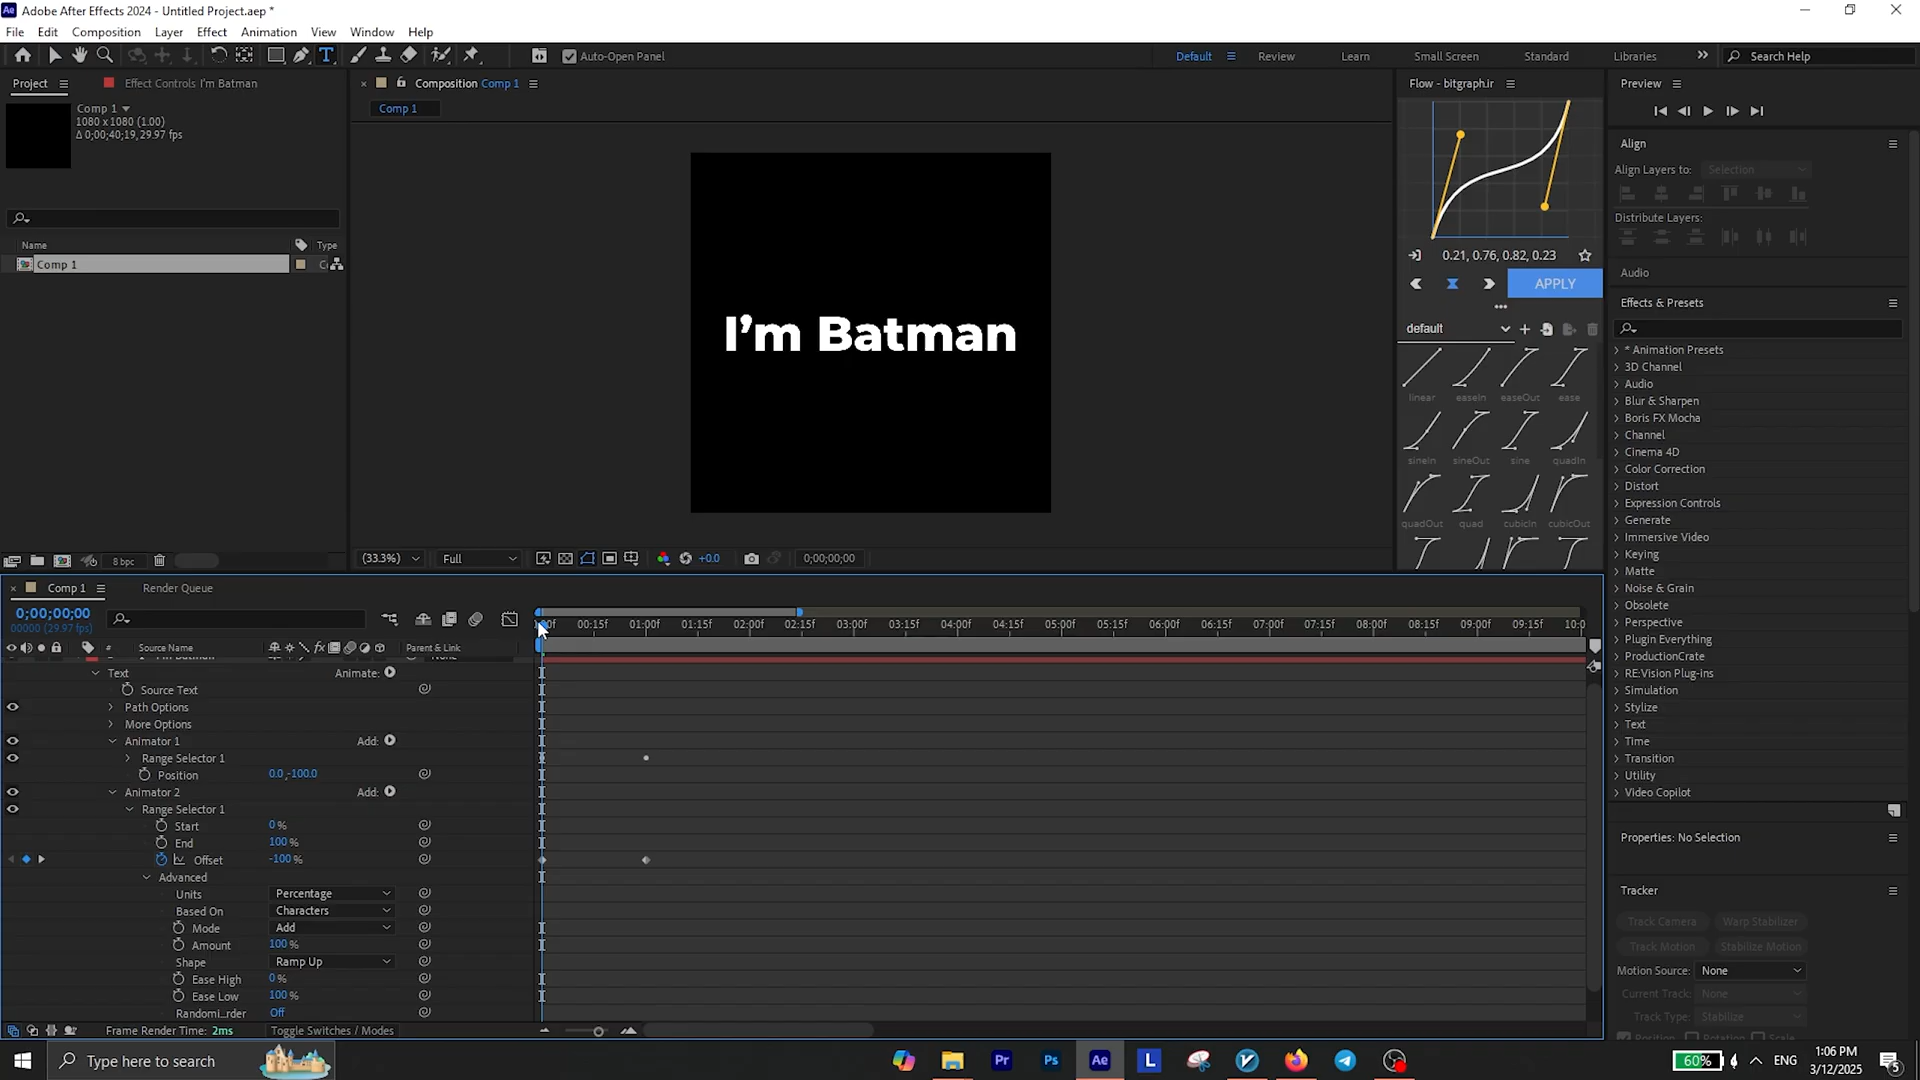 Adobe After Effects 2024 - Untitled Project.aep *
File Edit Composition Layer Effect Animation View Window Help
Auto-Open Panel
Default Review Learn Small Screen Standard Libraries Search Help
Project Effect Controls I'm Batman
Comp 1
1080 x 1080 (1.00)
Δ 0;00;40;19, 29.97 fps
Name Type
Comp 1
8 bpc
Composition Comp 1
Comp 1
I'm Batman
(33.3%) Full +0.0 0;00;00;00
Flow - bitgraph.ir
0.21, 0.76, 0.82, 0.23
APPLY
default
linear easeIn easeOut ease
sineIn sineOut sine quadIn
quadOut quad cubicIn cubicOut
Preview
Align
Align Layers to: Selection
Distribute Layers:
Audio
Effects & Presets
* Animation Presets
3D Channel
Audio
Blur & Sharpen
Boris FX Mocha
Channel
Cinema 4D
Color Correction
Distort
Expression Controls
Generate
Immersive Video
Keying
Matte
Noise & Grain
Obsolete
Perspective
Plugin Everything
ProductionCrate
RE:Vision Plug-ins
Simulation
Stylize
Text
Time
Transition
Utility
Video Copilot
Properties: No Selection
Tracker
Track Camera Warp Stabilizer
Track Motion Stabilize Motion
Motion Source: None
Current Track: None
Track Type: Stabilize
Position Rotation Scale
Comp 1 Render Queue
0;00;00;00
00000 (29.97 fps)
00:15f 01:00f 01:15f 02:00f 02:15f 03:00f 03:15f 04:00f 04:15f 05:00f 05:15f 06:00f 06:15f 07:00f 07:15f 08:00f 08:15f 09:00f 09:15f 10:0
# Source Name fx Parent & Link
Text Animate:
Source Text
Path Options
More Options
Animator 1 Add:
Range Selector 1
Position 0.0,-100.0
Animator 2 Add:
Range Selector 1
Start 0%
End 100%
Offset -100%
Advanced
Units Percentage
Based On Characters
Mode Add
Amount 100%
Shape Ramp Up
Ease High 0%
Ease Low 100%
Randomi...rder Off
Frame Render Time: 2ms Toggle Switches / Modes
Type here to search
60% ENG 1:06 PM
3/12/2025
5